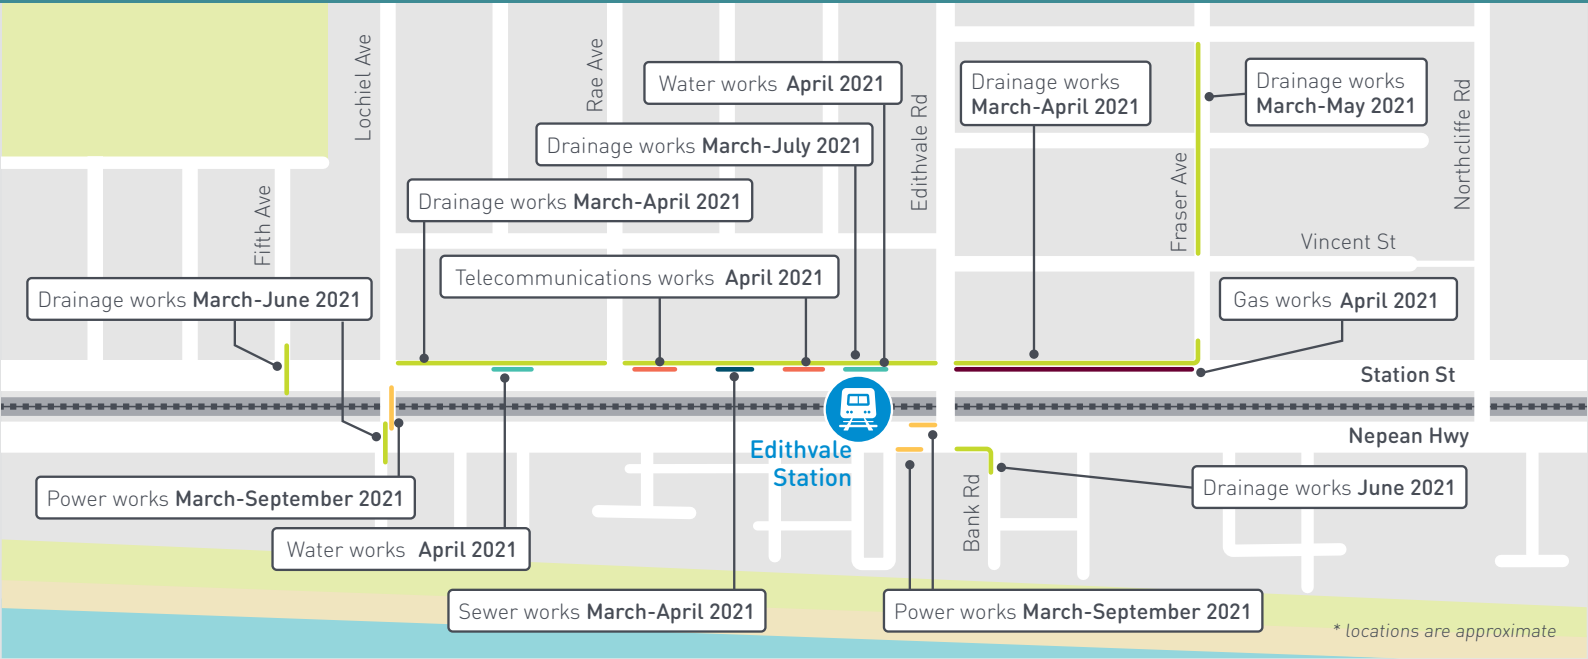 Lochiel Ave
Rae Ave
Water works April 2021
Edithvale Rd
Drainage works
March-April 2021
Drainage works
March-May 2021
Northcliffe Rd
Drainage works March-July 2021
Fraser Ave
Fifth Ave
Drainage works March-April 2021
Vincent St
Telecommunications works April 2021
Drainage works March-June 2021
Gas works April 2021
Station St
Nepean Hwy
Edithvale
Station
Power works March-September 2021
Bank Rd
Drainage works June 2021
Water works April 2021
Sewer works March-April 2021
Power works March-September 2021
* locations are approximate